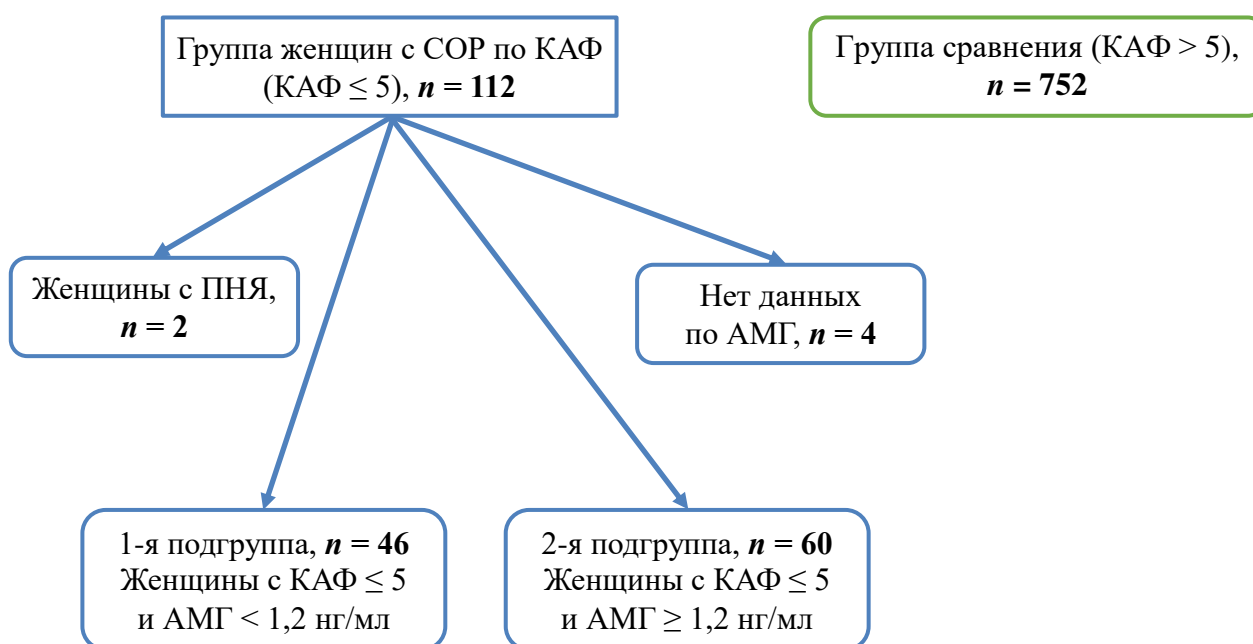 Группа женщин с СОР по КАФ
(КАФ ≤ 5), n = 112
Группа сравнения (КАФ > 5),
n = 752
Женщины с ПНЯ,
n = 2
Нет данных
по АМГ, n = 4
1-я подгруппа, n = 46
Женщины с КАФ ≤ 5
и АМГ < 1,2 нг/мл
2-я подгруппа, n = 60
Женщины с КАФ ≤ 5
и АМГ ≥ 1,2 нг/мл